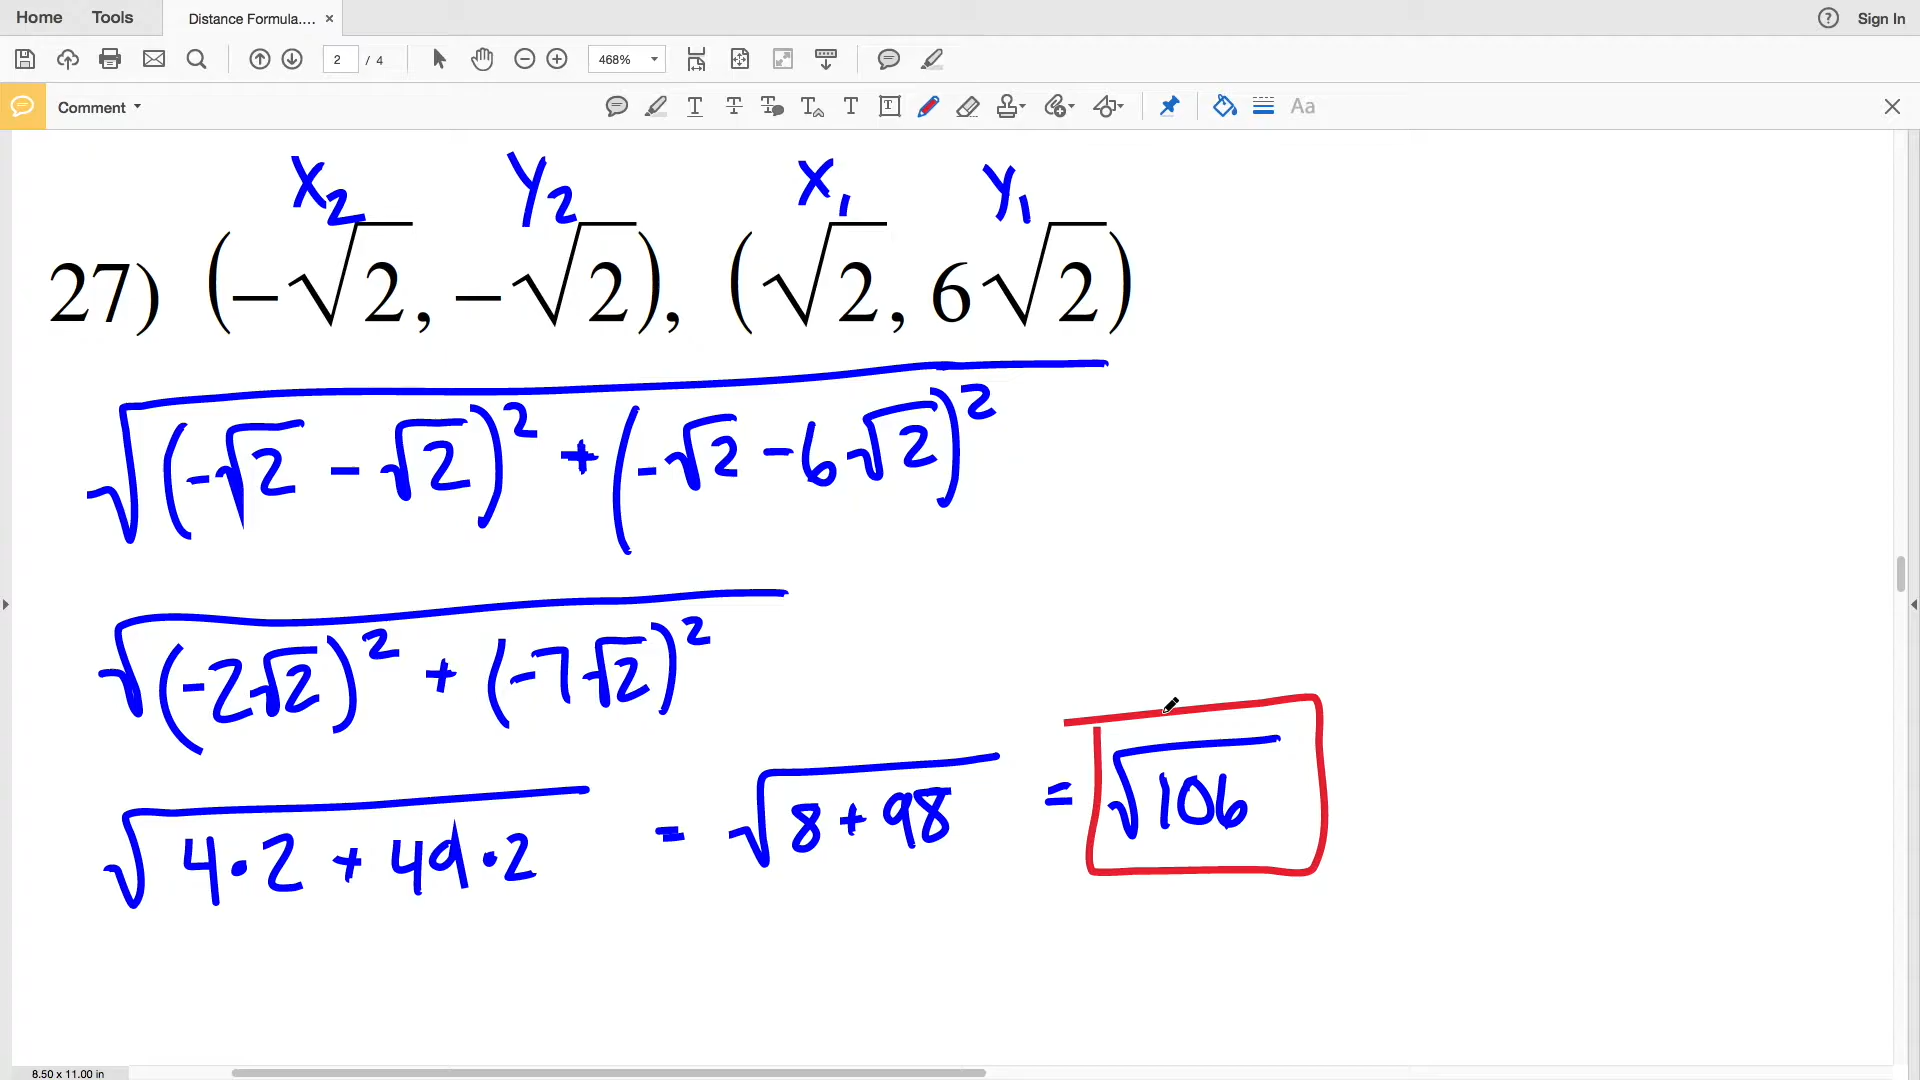 Home Tools Distance Formula.... × ? Sign In
2 / 4 468%
Comment T T T T T T Aa
x₂ y₂ x₁ y₁
27) (−√2, −√2), (√2, 6√2)
√((-√2 - √2)² + (-√2 - 6√2)²)
√((-2√2)² + (-7√2)²)
√(4•2 + 49•2) = √(8+98) = √106
8.50 x 11.00 in